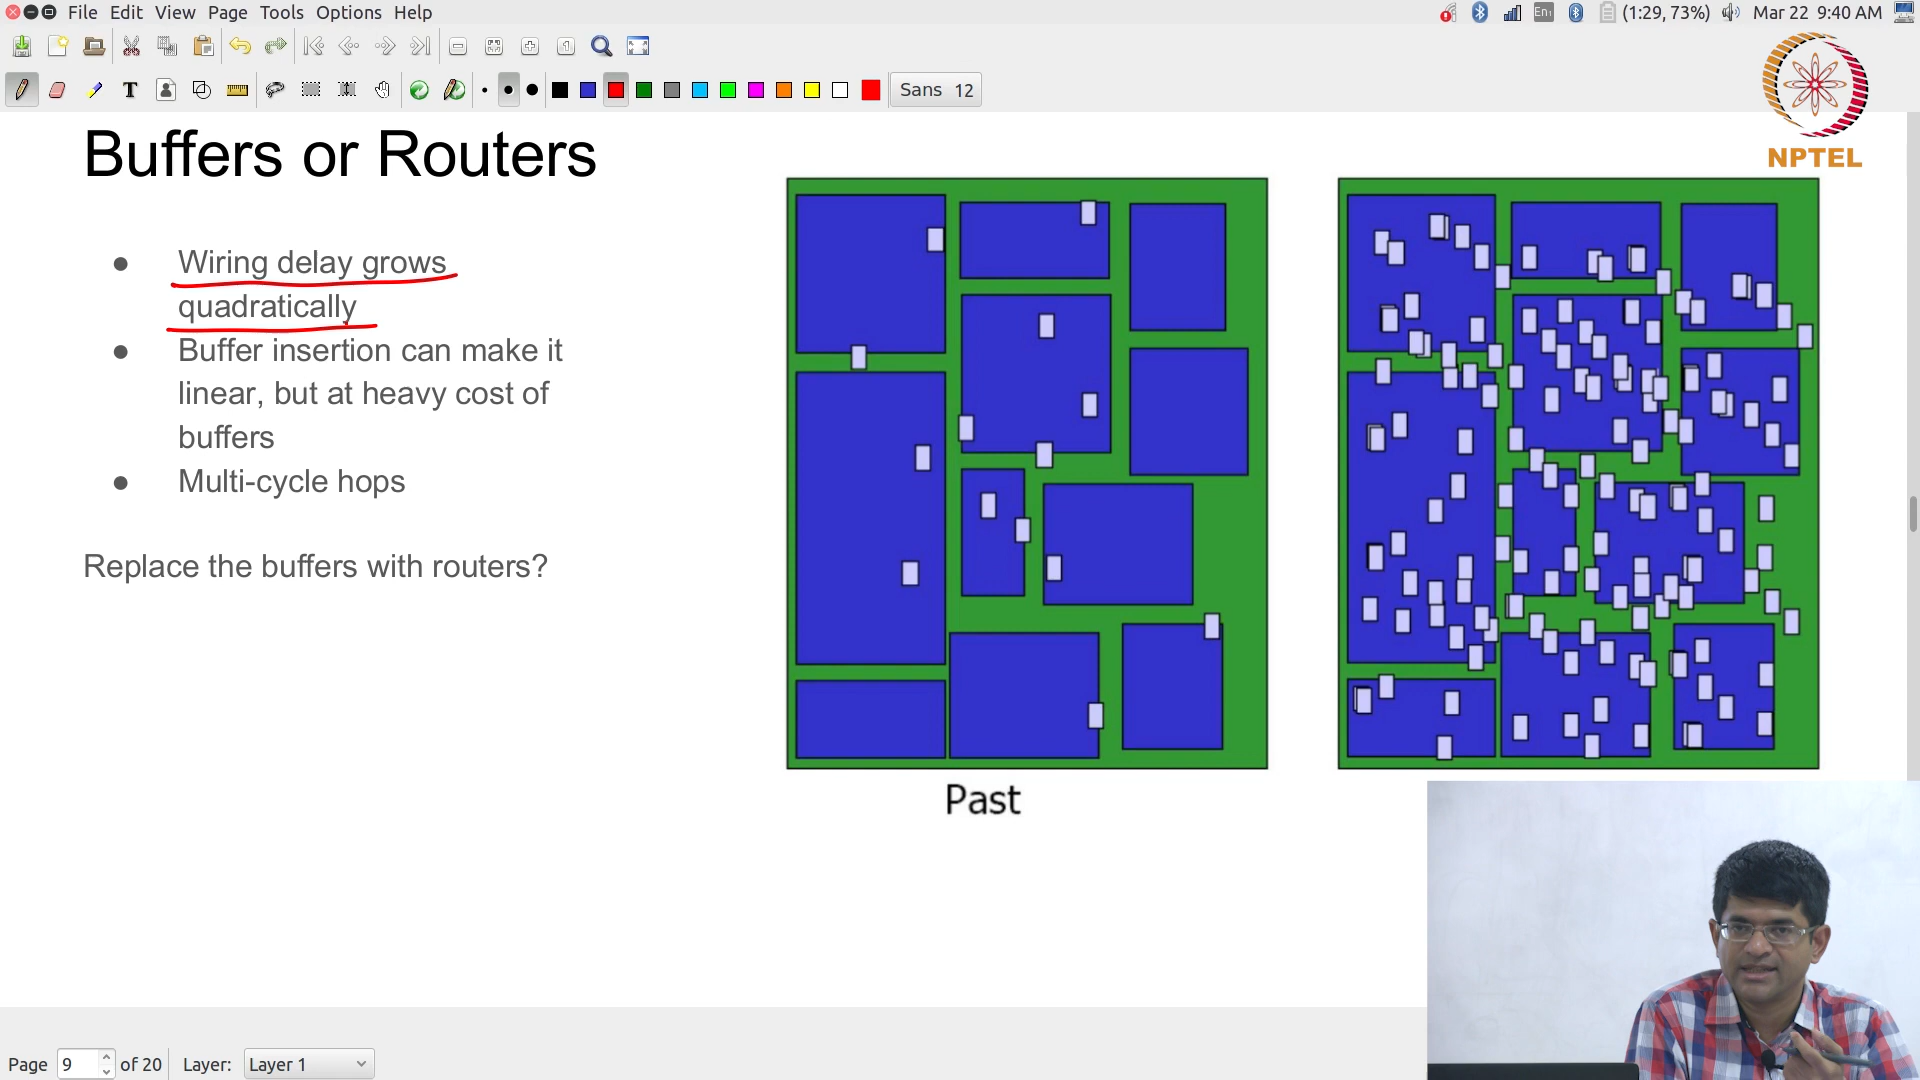 File Edit View Page Tools Options Help
En1
(1:29, 73%)
Mar 22 9:40 AM
Sans 12
NPTEL
Buffers or Routers
● Wiring delay grows
quadratically
● Buffer insertion can make it
linear, but at heavy cost of
buffers
● Multi-cycle hops
Replace the buffers with routers?
Past
Page 9 of 20 Layer: Layer 1